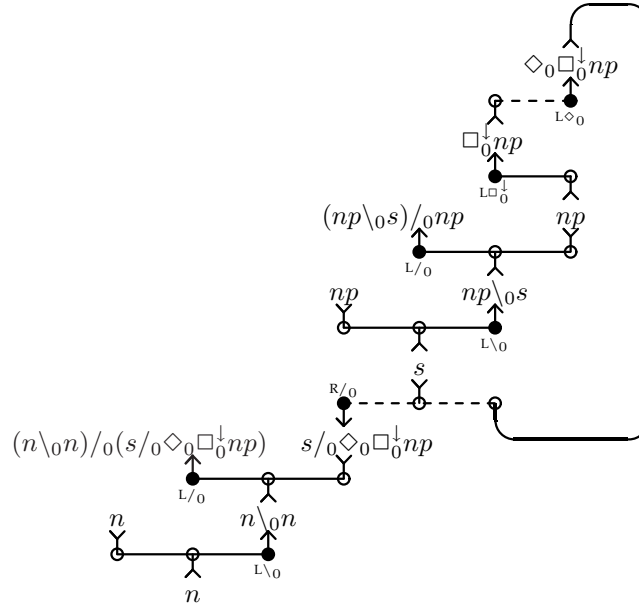 ◇₀□₀↓np
L◇₀
□₀↓np
L□₀↓
(np\₀s)/₀np np
L/₀
np np\₀s
L\₀
s
R/₀
(n\₀n)/₀(s/₀◇₀□₀↓np) s/₀◇₀□₀↓np
L/₀
n n\₀n
L\₀
n